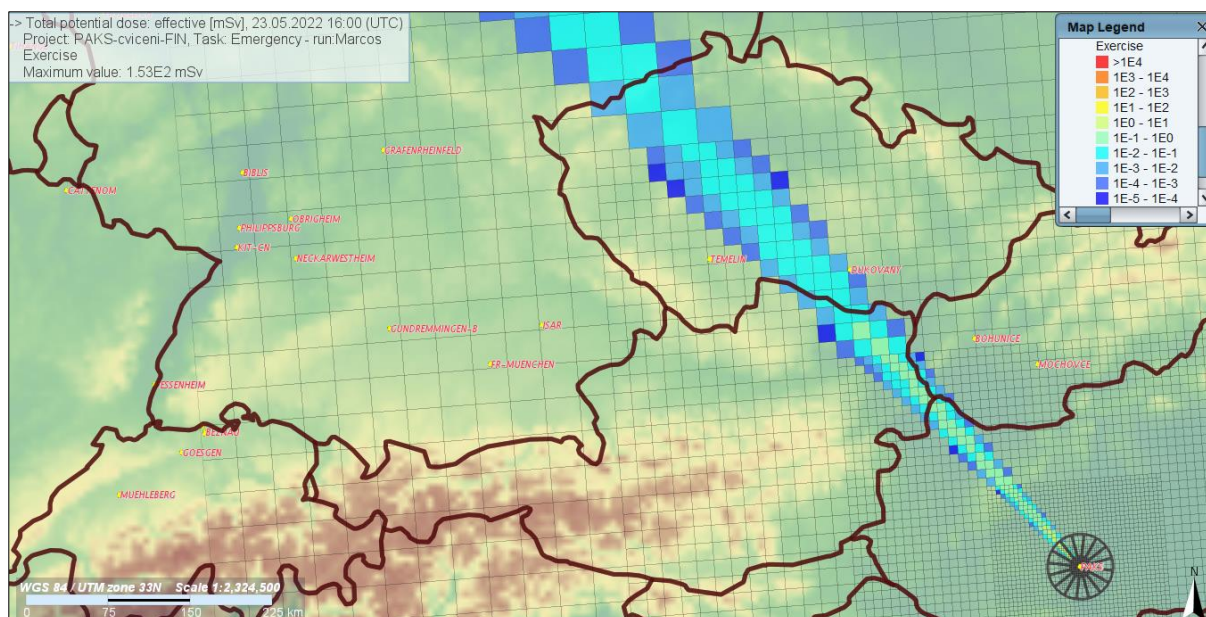 -> Total potential dose: effective [mSv], 23.05.2022 16:00 (UTC)
Project: PAKS-cviceni-FIN, Task: Emergency - run:Marcos
Exercise
Maximum value: 1.53E2 mSv
Map Legend
Exercise
>1E4
1E3 - 1E4
1E2 - 1E3
1E1 - 1E2
1E0 - 1E1
1E-1 - 1E0
1E-2 - 1E-1
1E-3 - 1E-2
1E-4 - 1E-3
1E-5 - 1E-4
GRAFENRHEINFELD
BIBLIS
OBRIGHEIM
PHILIPPSBURG
KIT-CN
NECKARWESTHEIM
TEMELIN
DUKOVANY
GUNDREMMINGEN-B
ISAR
BOHUNICE
FR-MUENCHEN
MOCHOVCE
ESSENHEIM
BEZNAU
GOESGEN
MUEHLEBERG
PAKS
WGS 84 / UTM zone 33N Scale 1:2,324,500
0 75 150 225 km
N